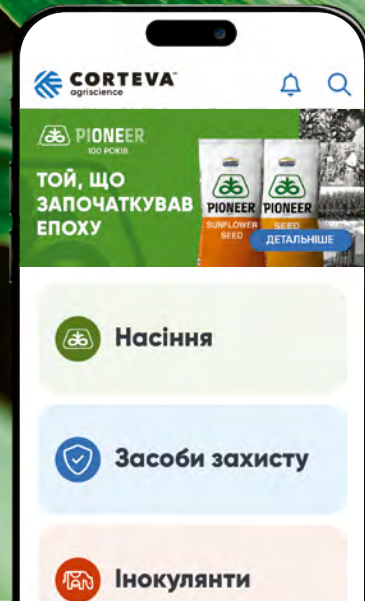 CORTEVA
agriscience
PIONEER
100 РОКІВ
ТОЙ, ЩО
ЗАПОЧАТКУВАВ
ЕПОХУ
PIONEER
SUNFLOWER
SEED
PIONEER
SEED
ДЕТАЛЬНІШЕ
Насіння
Засоби захисту
Інокулянти